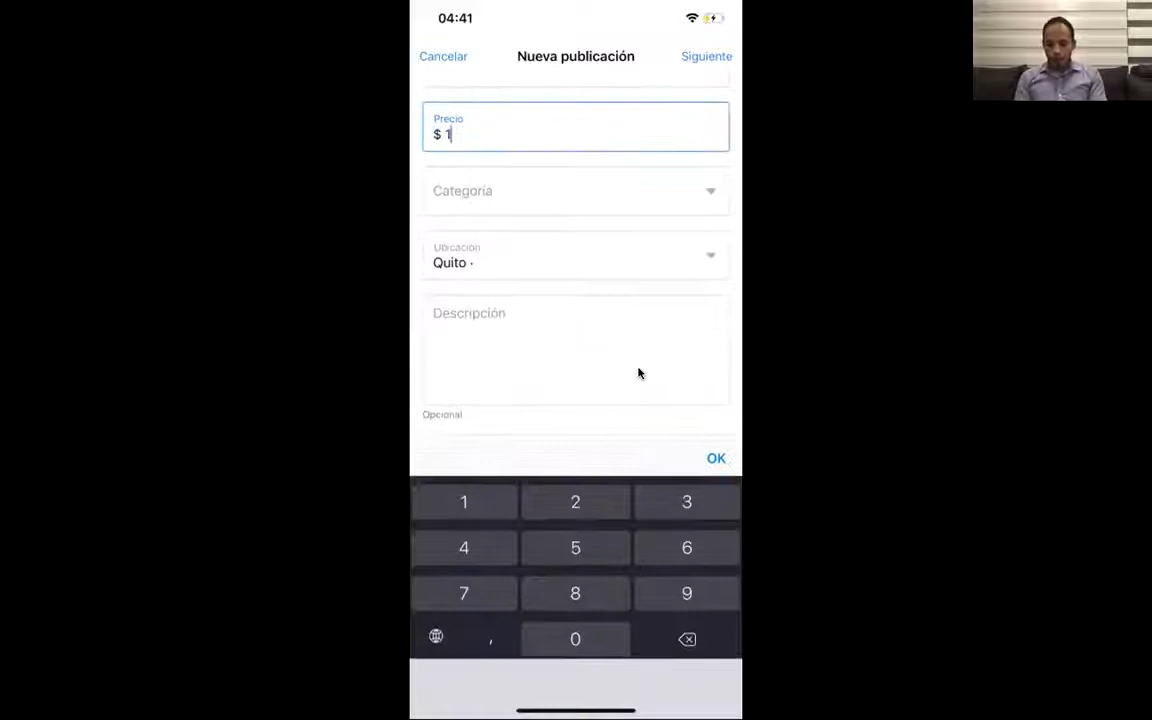 04:41
Cancelar Nueva publicación Siguiente
Precio
$ 1
Categoría
Ubicación
Quito ·
Descripción
Opcional
OK
1 2 3
4 5 6
7 8 9
, 0